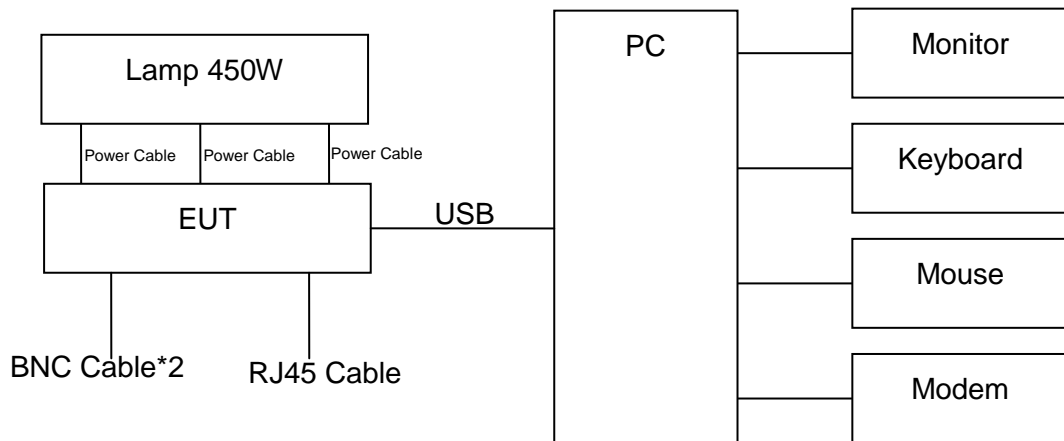 Lamp 450W
Power Cable
Power Cable
Power Cable
EUT
USB
BNC Cable*2
RJ45 Cable
PC
Monitor
Keyboard
Mouse
Modem